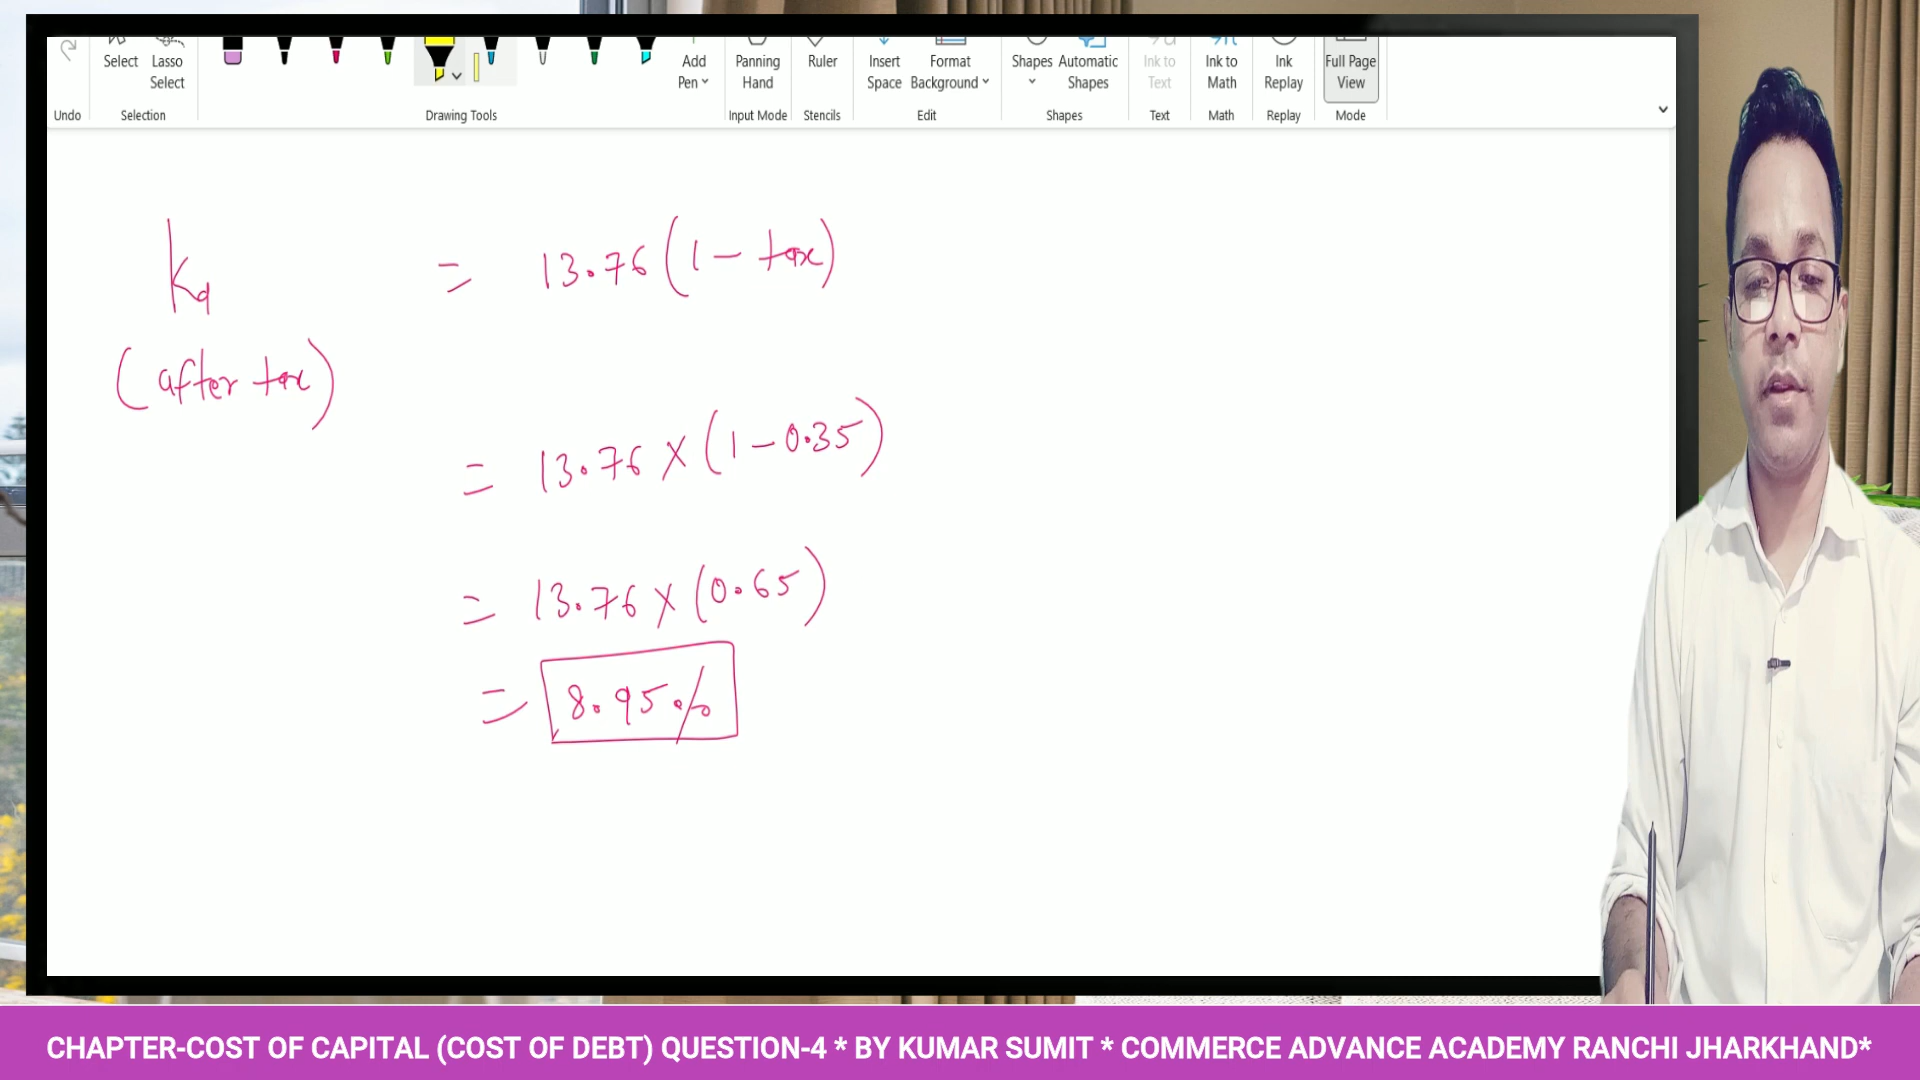 Select Lasso Select Add Pen Panning Hand Ruler Insert Space Format Background Shapes Automatic Shapes Ink to Text Ink to Math Ink Replay Full Page View
Undo Selection Drawing Tools Input Mode Stencils Edit Shapes Text Math Replay Mode
Kd = 13.76 (1 - tax)
(after tax)
= 13.76 X (1 - 0.35)
= 13.76 X (0.65)
= 8.95%
CHAPTER-COST OF CAPITAL (COST OF DEBT) QUESTION-4 * BY KUMAR SUMIT * COMMERCE ADVANCE ACADEMY RANCHI JHARKHAND*